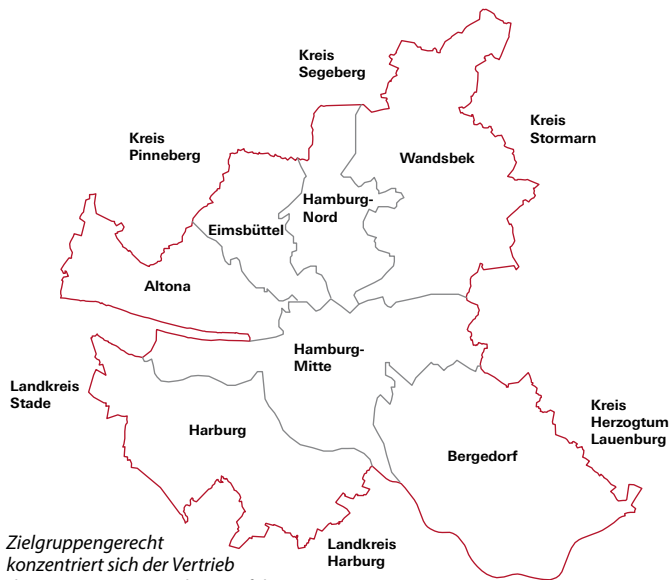 Kreis
Segeberg
Kreis
Stormarn
Kreis
Pinneberg
Wandsbek
Hamburg-
Nord
Eimsbüttel
Altona
Hamburg-
Mitte
Landkreis
Stade
Kreis
Herzogtum
Lauenburg
Harburg
Bergedorf
Landkreis
Harburg
Zielgruppengerecht
konzentriert sich der Vertrieb